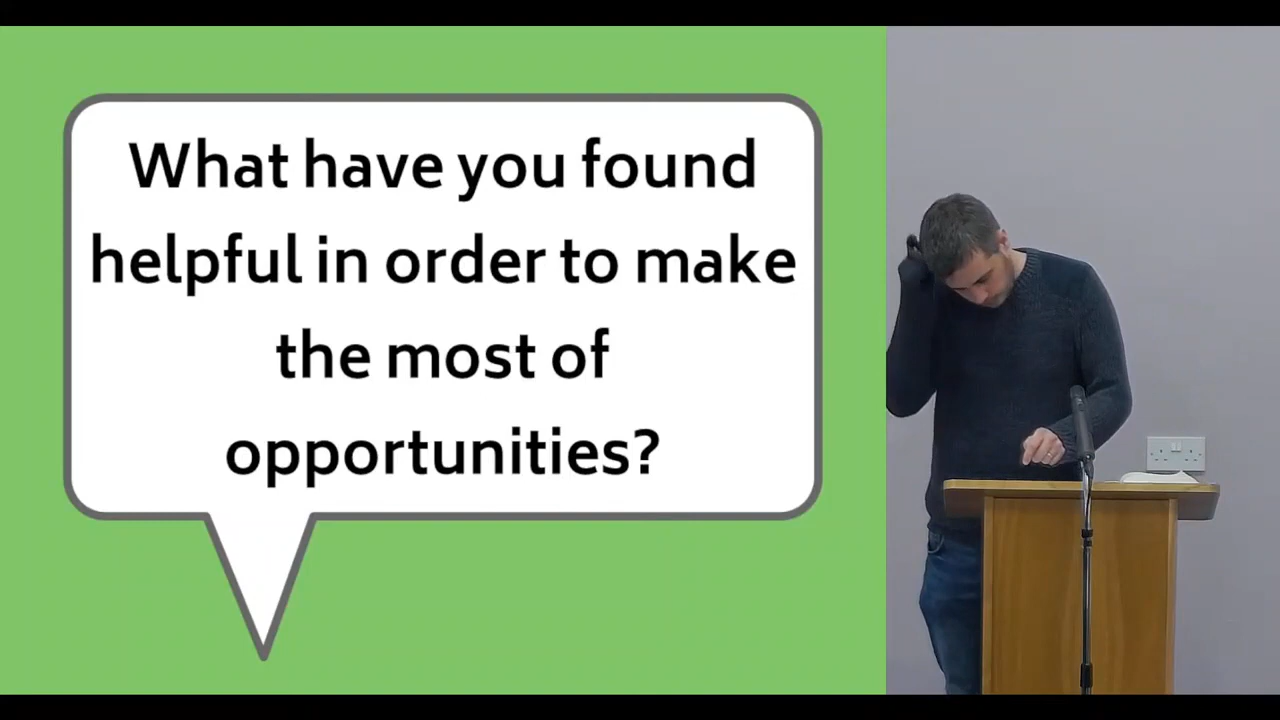 What have you found
helpful in order to make
the most of
opportunities?